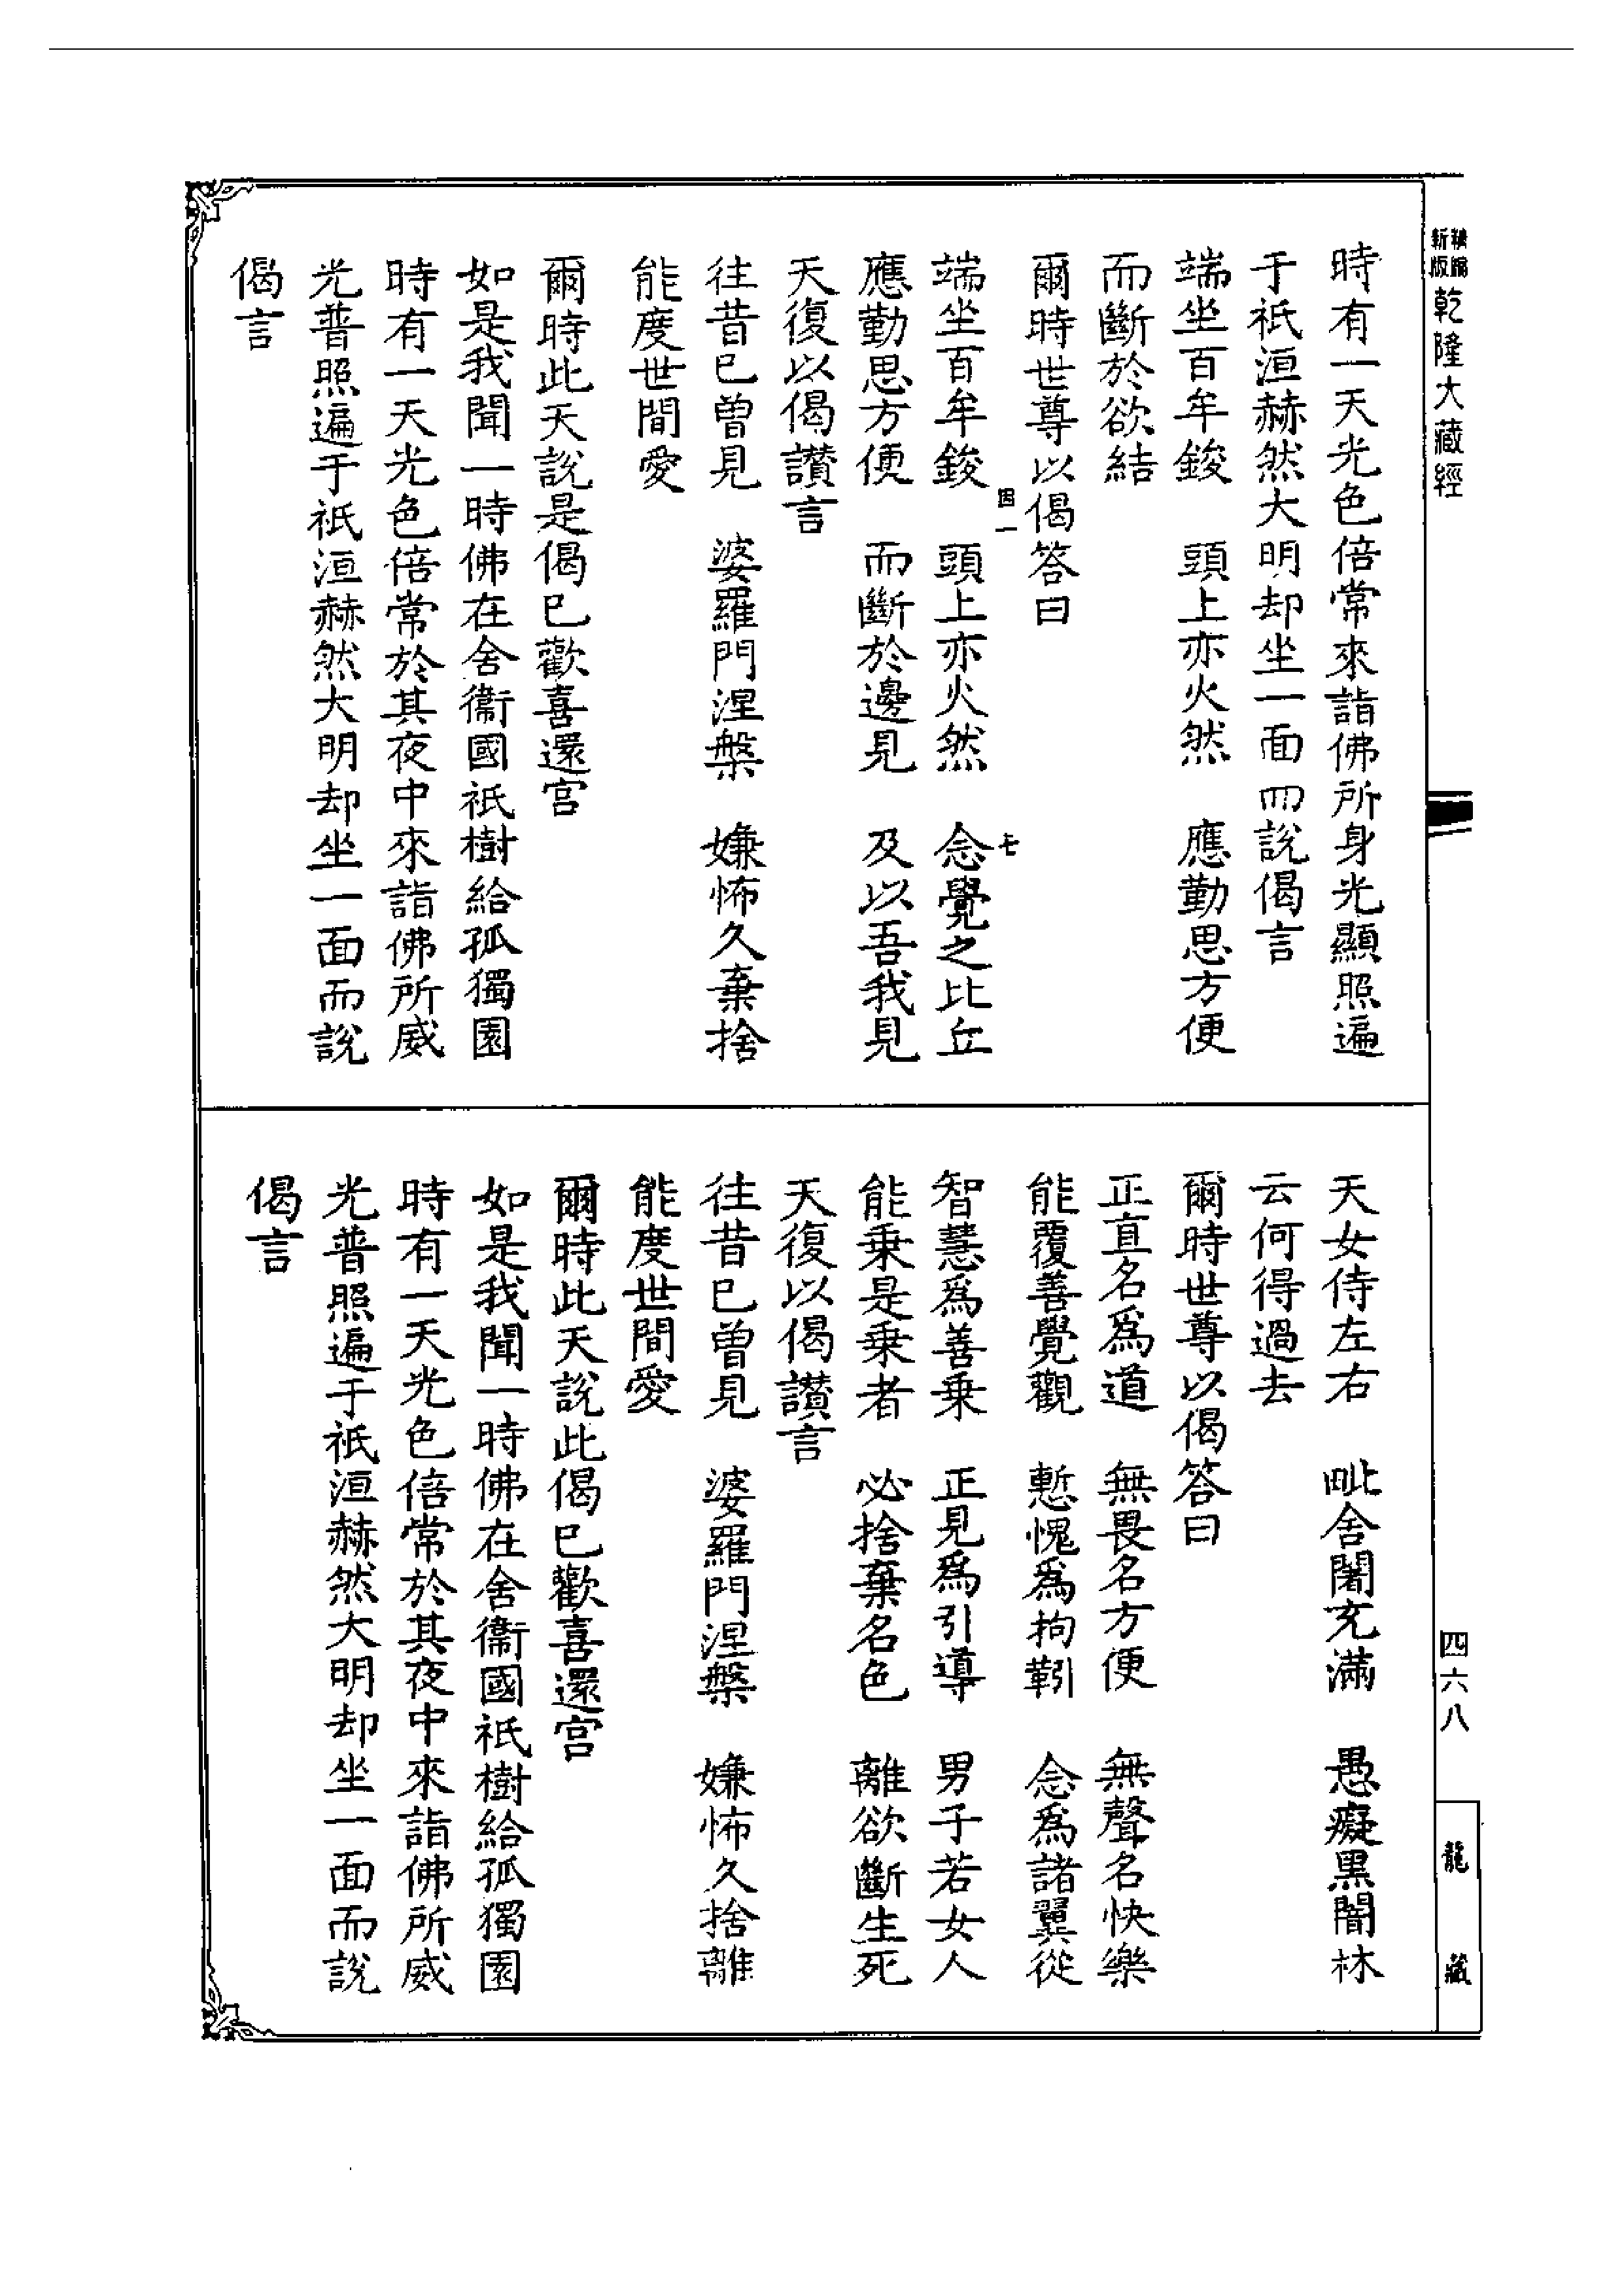 精編新版 乾隆大藏經
時有一天光色倍常來詣佛所身光顯照遍
于祇洹赫然大明却坐一面而說偈言
端坐百牟鋑　頭上亦火然　應勤思方便
而斷於欲結
爾時世尊以偈答曰
端坐百牟鋑　頭上亦火然　念覺之比丘
應勤思方便　而斷於邊見　及以吾我見
天復以偈讃言
往昔已曾見　婆羅門涅槃　嫌怖久棄捨
能度世間愛
爾時此天說是偈已歡喜還宮
如是我聞一時佛在舍衞國祇樹給孤獨園
時有一天光色倍常於其夜中來詣佛所威
光普照遍于祇洹赫然大明却坐一面而說
偈言
天女侍左右　毗舍闍充滿　愚癡黑闇林
云何得過去
爾時世尊以偈答曰
正直名爲道　無畏名方便　無聲名快樂
能覆善覺觀　慙愧爲拘靷　念爲諸翼從
智慧爲善乘　正見爲引導　男子若女人
能乘是乘者　必捨棄名色　離欲斷生死
天復以偈讃言
往昔已曾見　婆羅門涅槃　嫌怖久捨離
能度世間愛
爾時此天說此偈已歡喜還宮
如是我聞一時佛在舍衞國祇樹給孤獨園
時有一天光色倍常於其夜中來詣佛所威
光普照遍于祇洹赫然大明却坐一面而說
偈言
七
四六八
龍藏